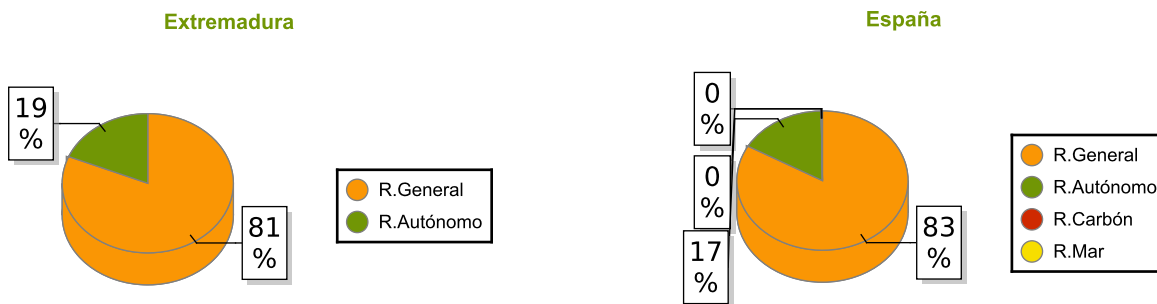 Extremadura
19
%
81
%
R.General
R.Autónomo
España
0
%
0
%
17
%
83
%
R.General
R.Autónomo
R.Carbón
R.Mar